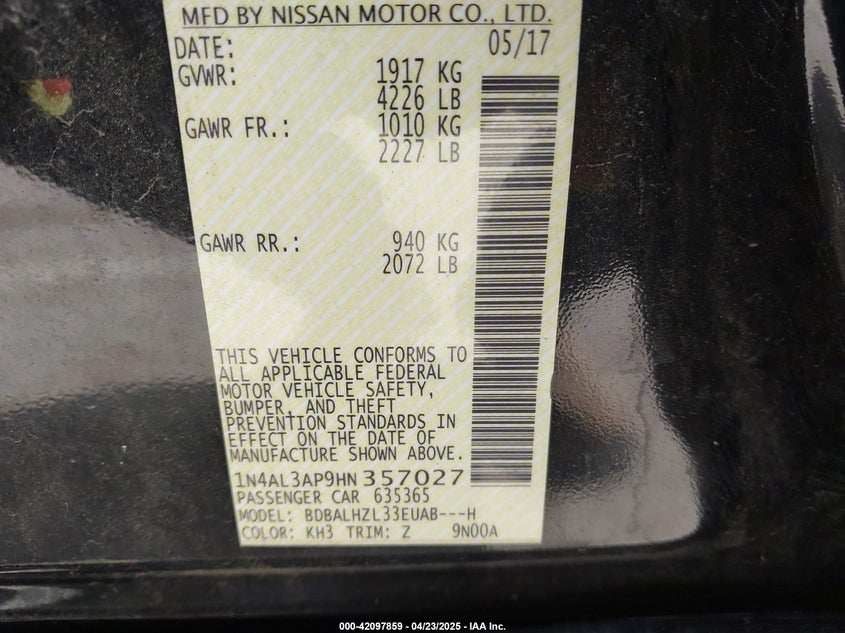 MFD BY NISSAN MOTOR CO., LTD.
DATE: 05/17
GVWR: 1917 KG
4226 LB
GAWR FR.: 1010 KG
2227 LB
GAWR RR.: 940 KG
2072 LB
THIS VEHICLE CONFORMS TO
ALL APPLICABLE FEDERAL
MOTOR VEHICLE SAFETY,
BUMPER, AND THEFT
PREVENTION STANDARDS IN
EFFECT ON THE DATE OF
MANUFACTURE SHOWN ABOVE.
1N4AL3AP9HN357027
PASSENGER CAR 635365
MODEL: BDBALHZL33EUAB---H
COLOR: KH3 TRIM: Z 9N00A
000-42097859 - 04/23/2025 - IAA Inc.